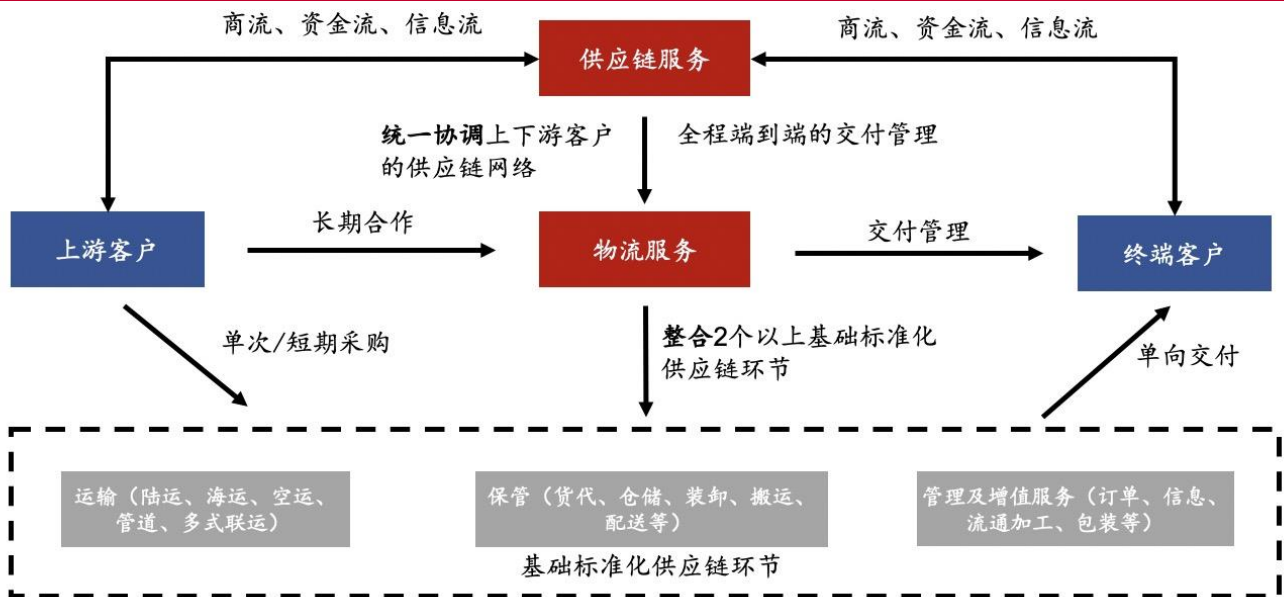 商流、资金流、信息流
供应链服务
商流、资金流、信息流
统一协调上下游客户
的供应链网络
全程端到端的交付管理
上游客户
长期合作
物流服务
交付管理
终端客户
单次/短期采购
整合2个以上基础标准化
供应链环节
单向交付
运输（陆运、海运、空运、
管道、多式联运）
保管（货代、仓储、装卸、搬运、
配送等）
管理及增值服务（订单、信息、
流通加工、包装等）
基础标准化供应链环节